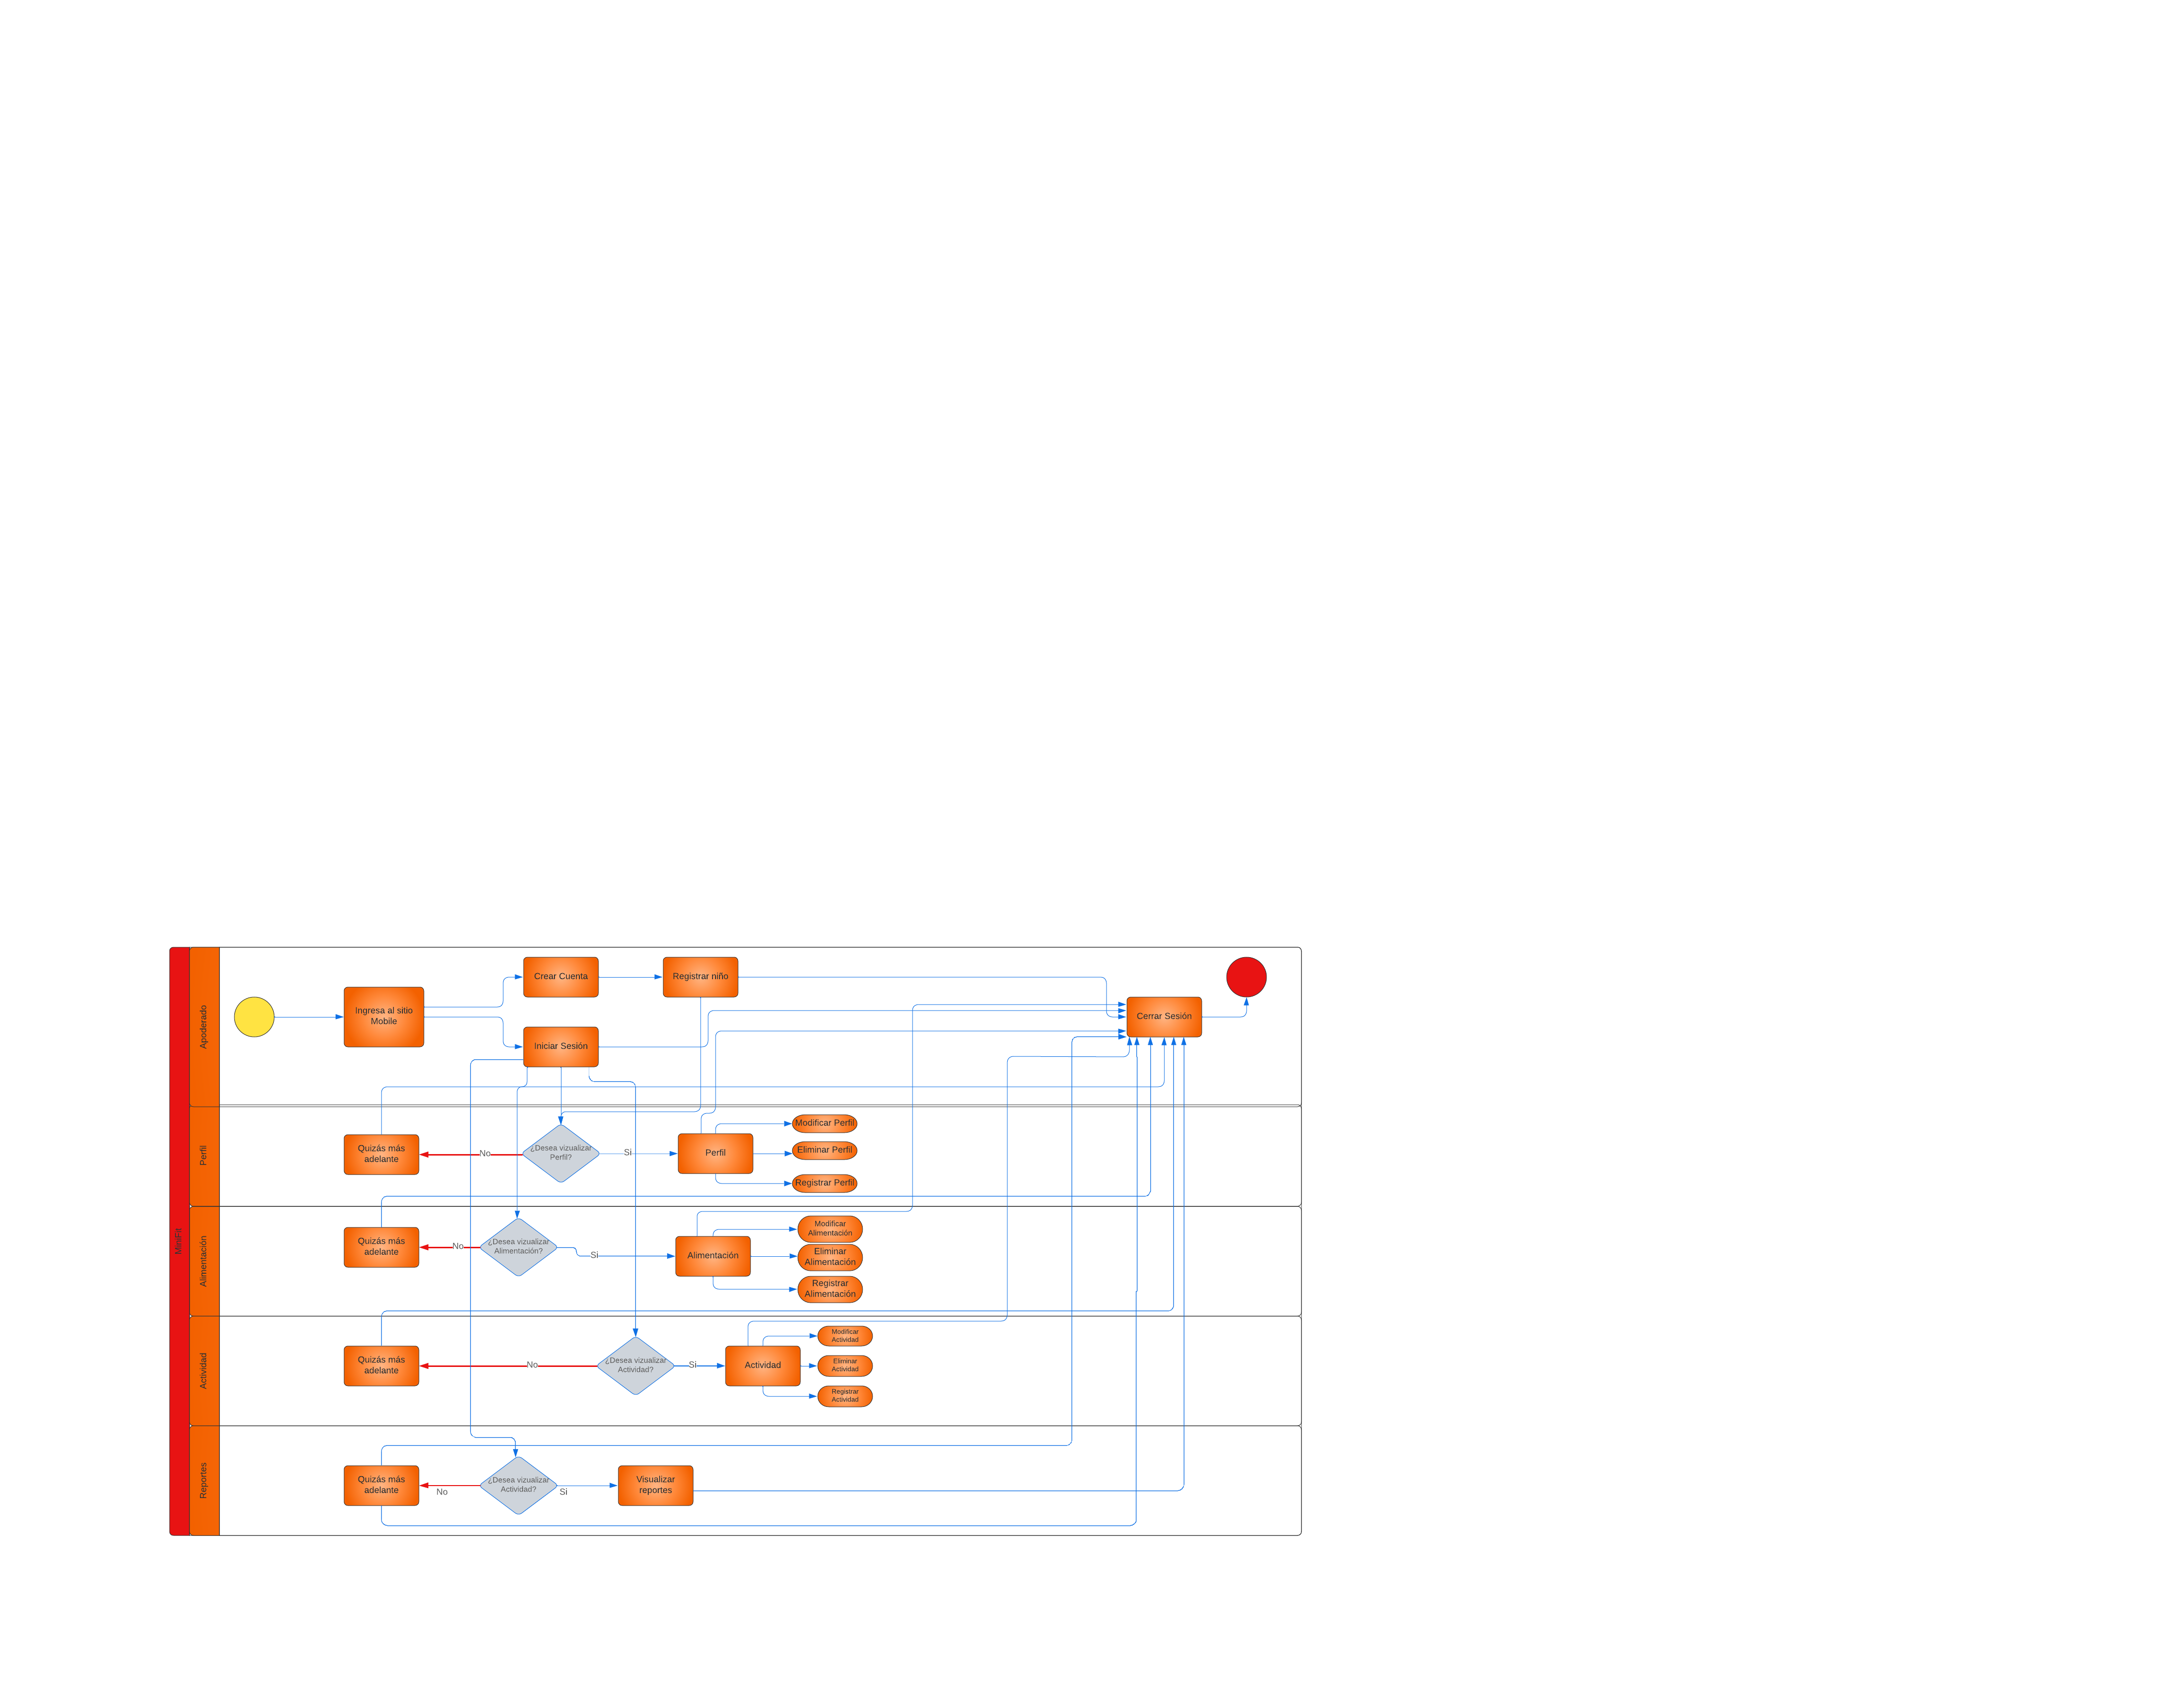 MiniFit
Apoderado
Ingresa al sitio
Mobile
Crear Cuenta
Registrar niño
Iniciar Sesión
Cerrar Sesión
Perfil
Quizás más
adelante
No
¿Desea vizualizar
Perfil?
Si
Perfil
Modificar Perfil
Eliminar Perfil
Registrar Perfil
Alimentación
Quizás más
adelante
No
¿Desea vizualizar
Alimentación?
Si
Alimentación
Modificar
Alimentación
Eliminar
Alimentación
Registrar
Alimentación
Actividad
Quizás más
adelante
No
¿Desea vizualizar
Actividad?
Si
Actividad
Modificar
Actividad
Eliminar
Actividad
Registrar
Actividad
Reportes
Quizás más
adelante
No
¿Desea vizualizar
Actividad?
Si
Visualizar
reportes